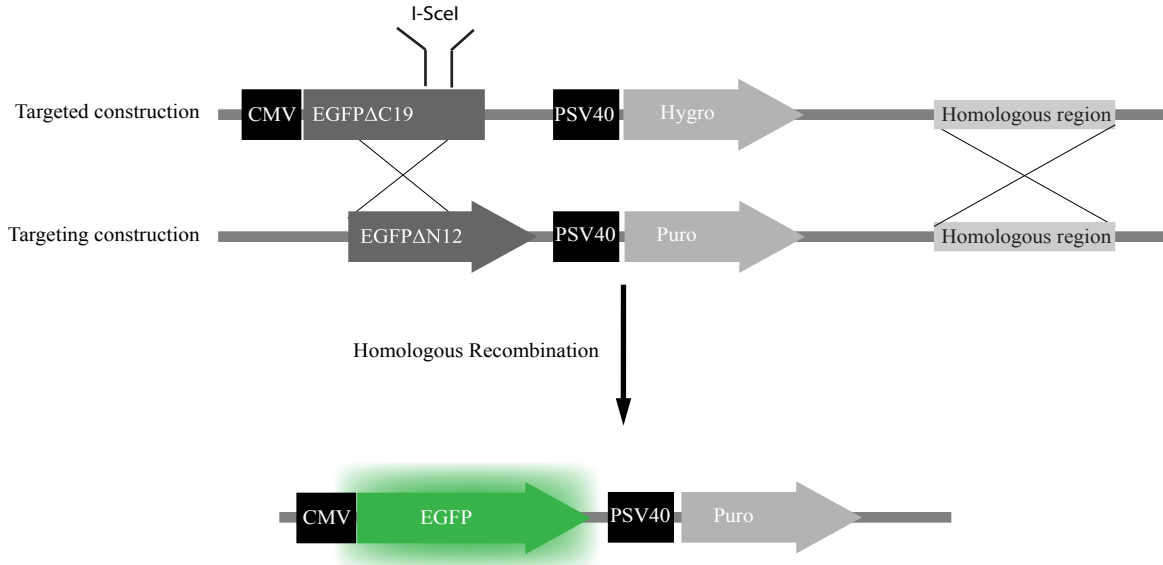 I-SceI
Targeted construction
CMV
EGFPΔC19
PSV40
Hygro
Homologous region
Targeting construction
EGFPΔN12
PSV40
Puro
Homologous region
Homologous Recombination
CMV
EGFP
PSV40
Puro